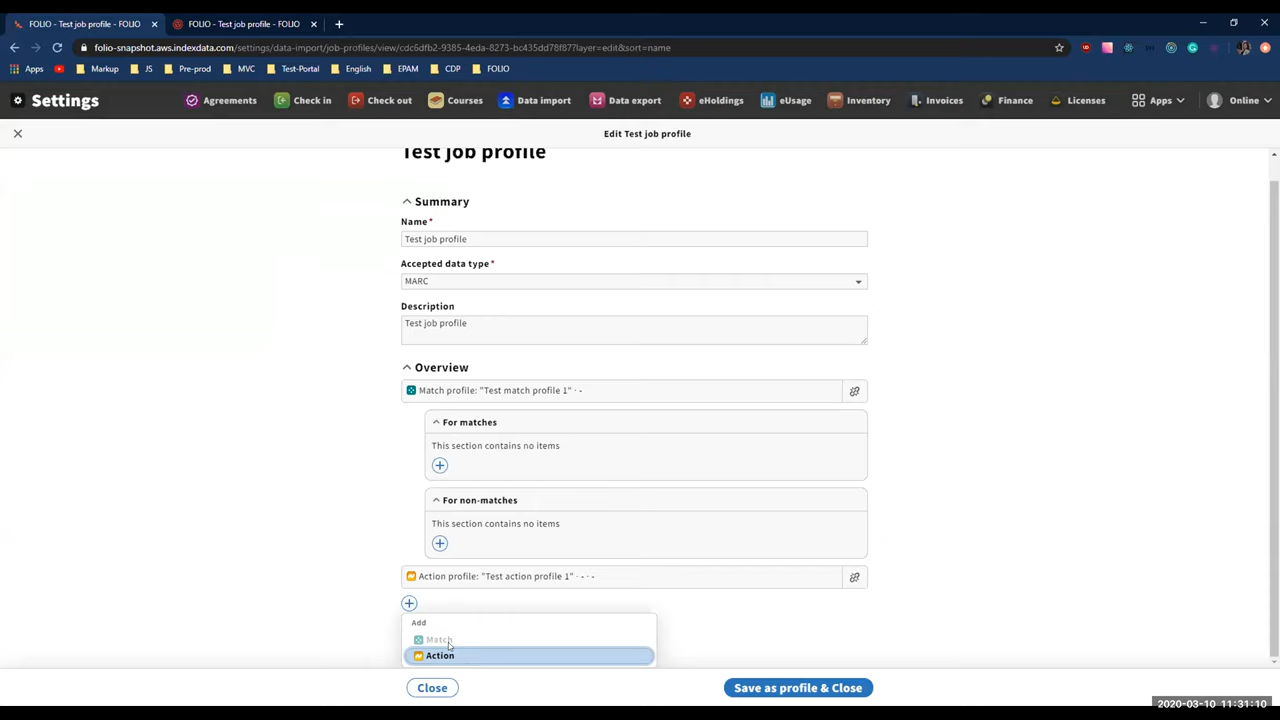 FOLIO - Test job profile - FOLIO
FOLIO - Test job profile - FOLIO
folio-snapshot.aws.indexdata.com/settings/data-import/job-profiles/view/cdc6dfb2-9385-4eda-8273-bc435dd78f87?layer=edit&sort=name
Apps Markup JS Pre-prod MVC Test-Portal English EPAM CDP FOLIO
Settings Agreements Check in Check out Courses Data import Data export eHoldings eUsage Inventory Invoices Finance Licenses Apps Online
Edit Test job profile
Test job profile
Summary
Name*
Test job profile
Accepted data type*
MARC
Description
Test job profile
Overview
Match profile: "Test match profile 1" · -
For matches
This section contains no items
For non-matches
This section contains no items
Action profile: "Test action profile 1" · - · -
Add
Match
Action
Close
Save as profile & Close
2020-03-10 11:31:10